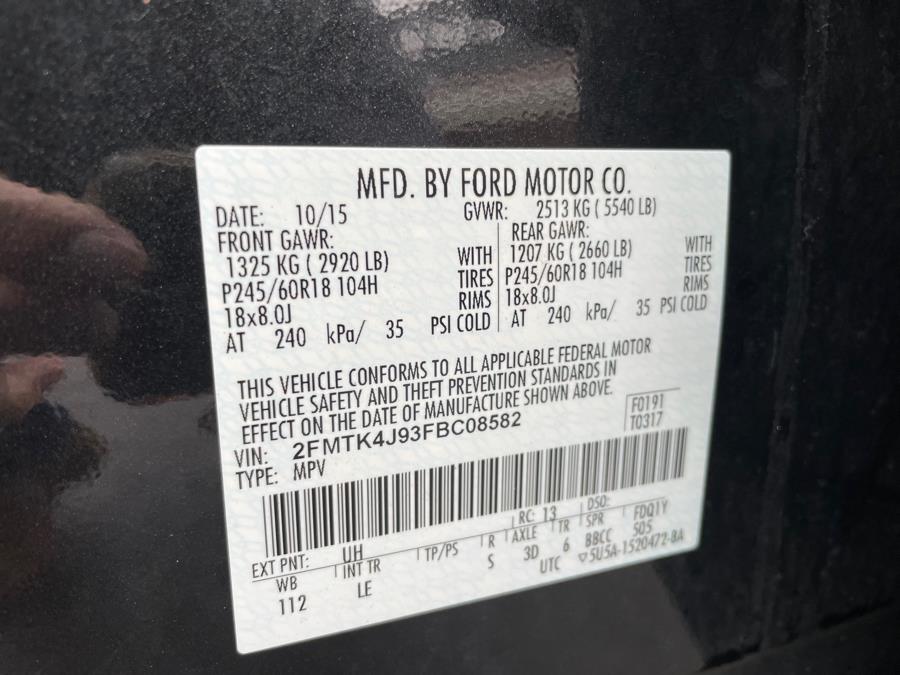 MFD. BY FORD MOTOR CO.
DATE: 10/15 GVWR: 2513 KG ( 5540 LB)
FRONT GAWR: REAR GAWR:
1325 KG ( 2920 LB) WITH 1207 KG ( 2660 LB) WITH
P245/60R18 104H TIRES P245/60R18 104H TIRES
18x8.0J RIMS 18x8.0J RIMS
AT 240 kPa/ 35 PSI COLD AT 240 kPa/ 35 PSI COLD
THIS VEHICLE CONFORMS TO ALL APPLICABLE FEDERAL MOTOR
VEHICLE SAFETY AND THEFT PREVENTION STANDARDS IN
EFFECT ON THE DATE OF MANUFACTURE SHOWN ABOVE.
F0191
VIN: 2FMTK4J93FBC08582 T0317
TYPE: MPV
EXT PNT: UH RC: 13 DSO: FDQ1Y
WB INT TR TP/PS R AXLE TR SPR 505
112 LE S 3D 6 BBCC
UTC ▽5U5A-1520472-BA